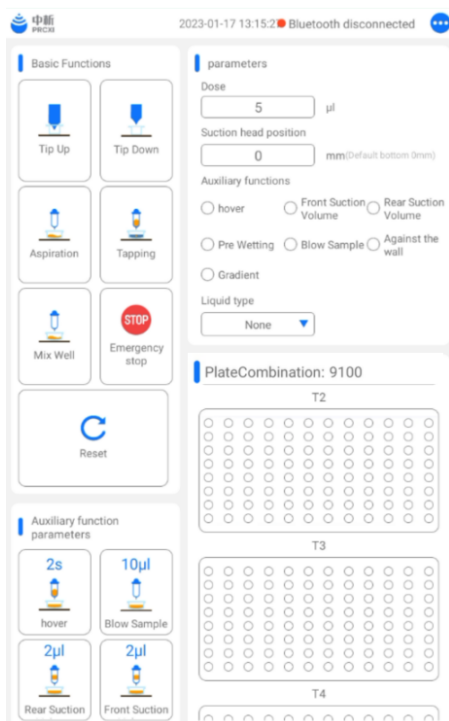 中析
PRCXI
2023-01-17 13:15:27
Bluetooth disconnected
Basic Functions
Tip Up
Tip Down
Aspiration
Tapping
Mix Well
STOP
Emergency
stop
Reset
Auxiliary function
parameters
2s
hover
10μl
Blow Sample
2μl
Rear Suction
2μl
Front Suction
parameters
Dose
5
μl
Suction head position
0
mm(Default bottom 0mm)
Auxiliary functions
hover
Front Suction
Volume
Rear Suction
Volume
Pre Wetting
Blow Sample
Against the
wall
Gradient
Liquid type
None
PlateCombination: 9100
T2
T3
T4